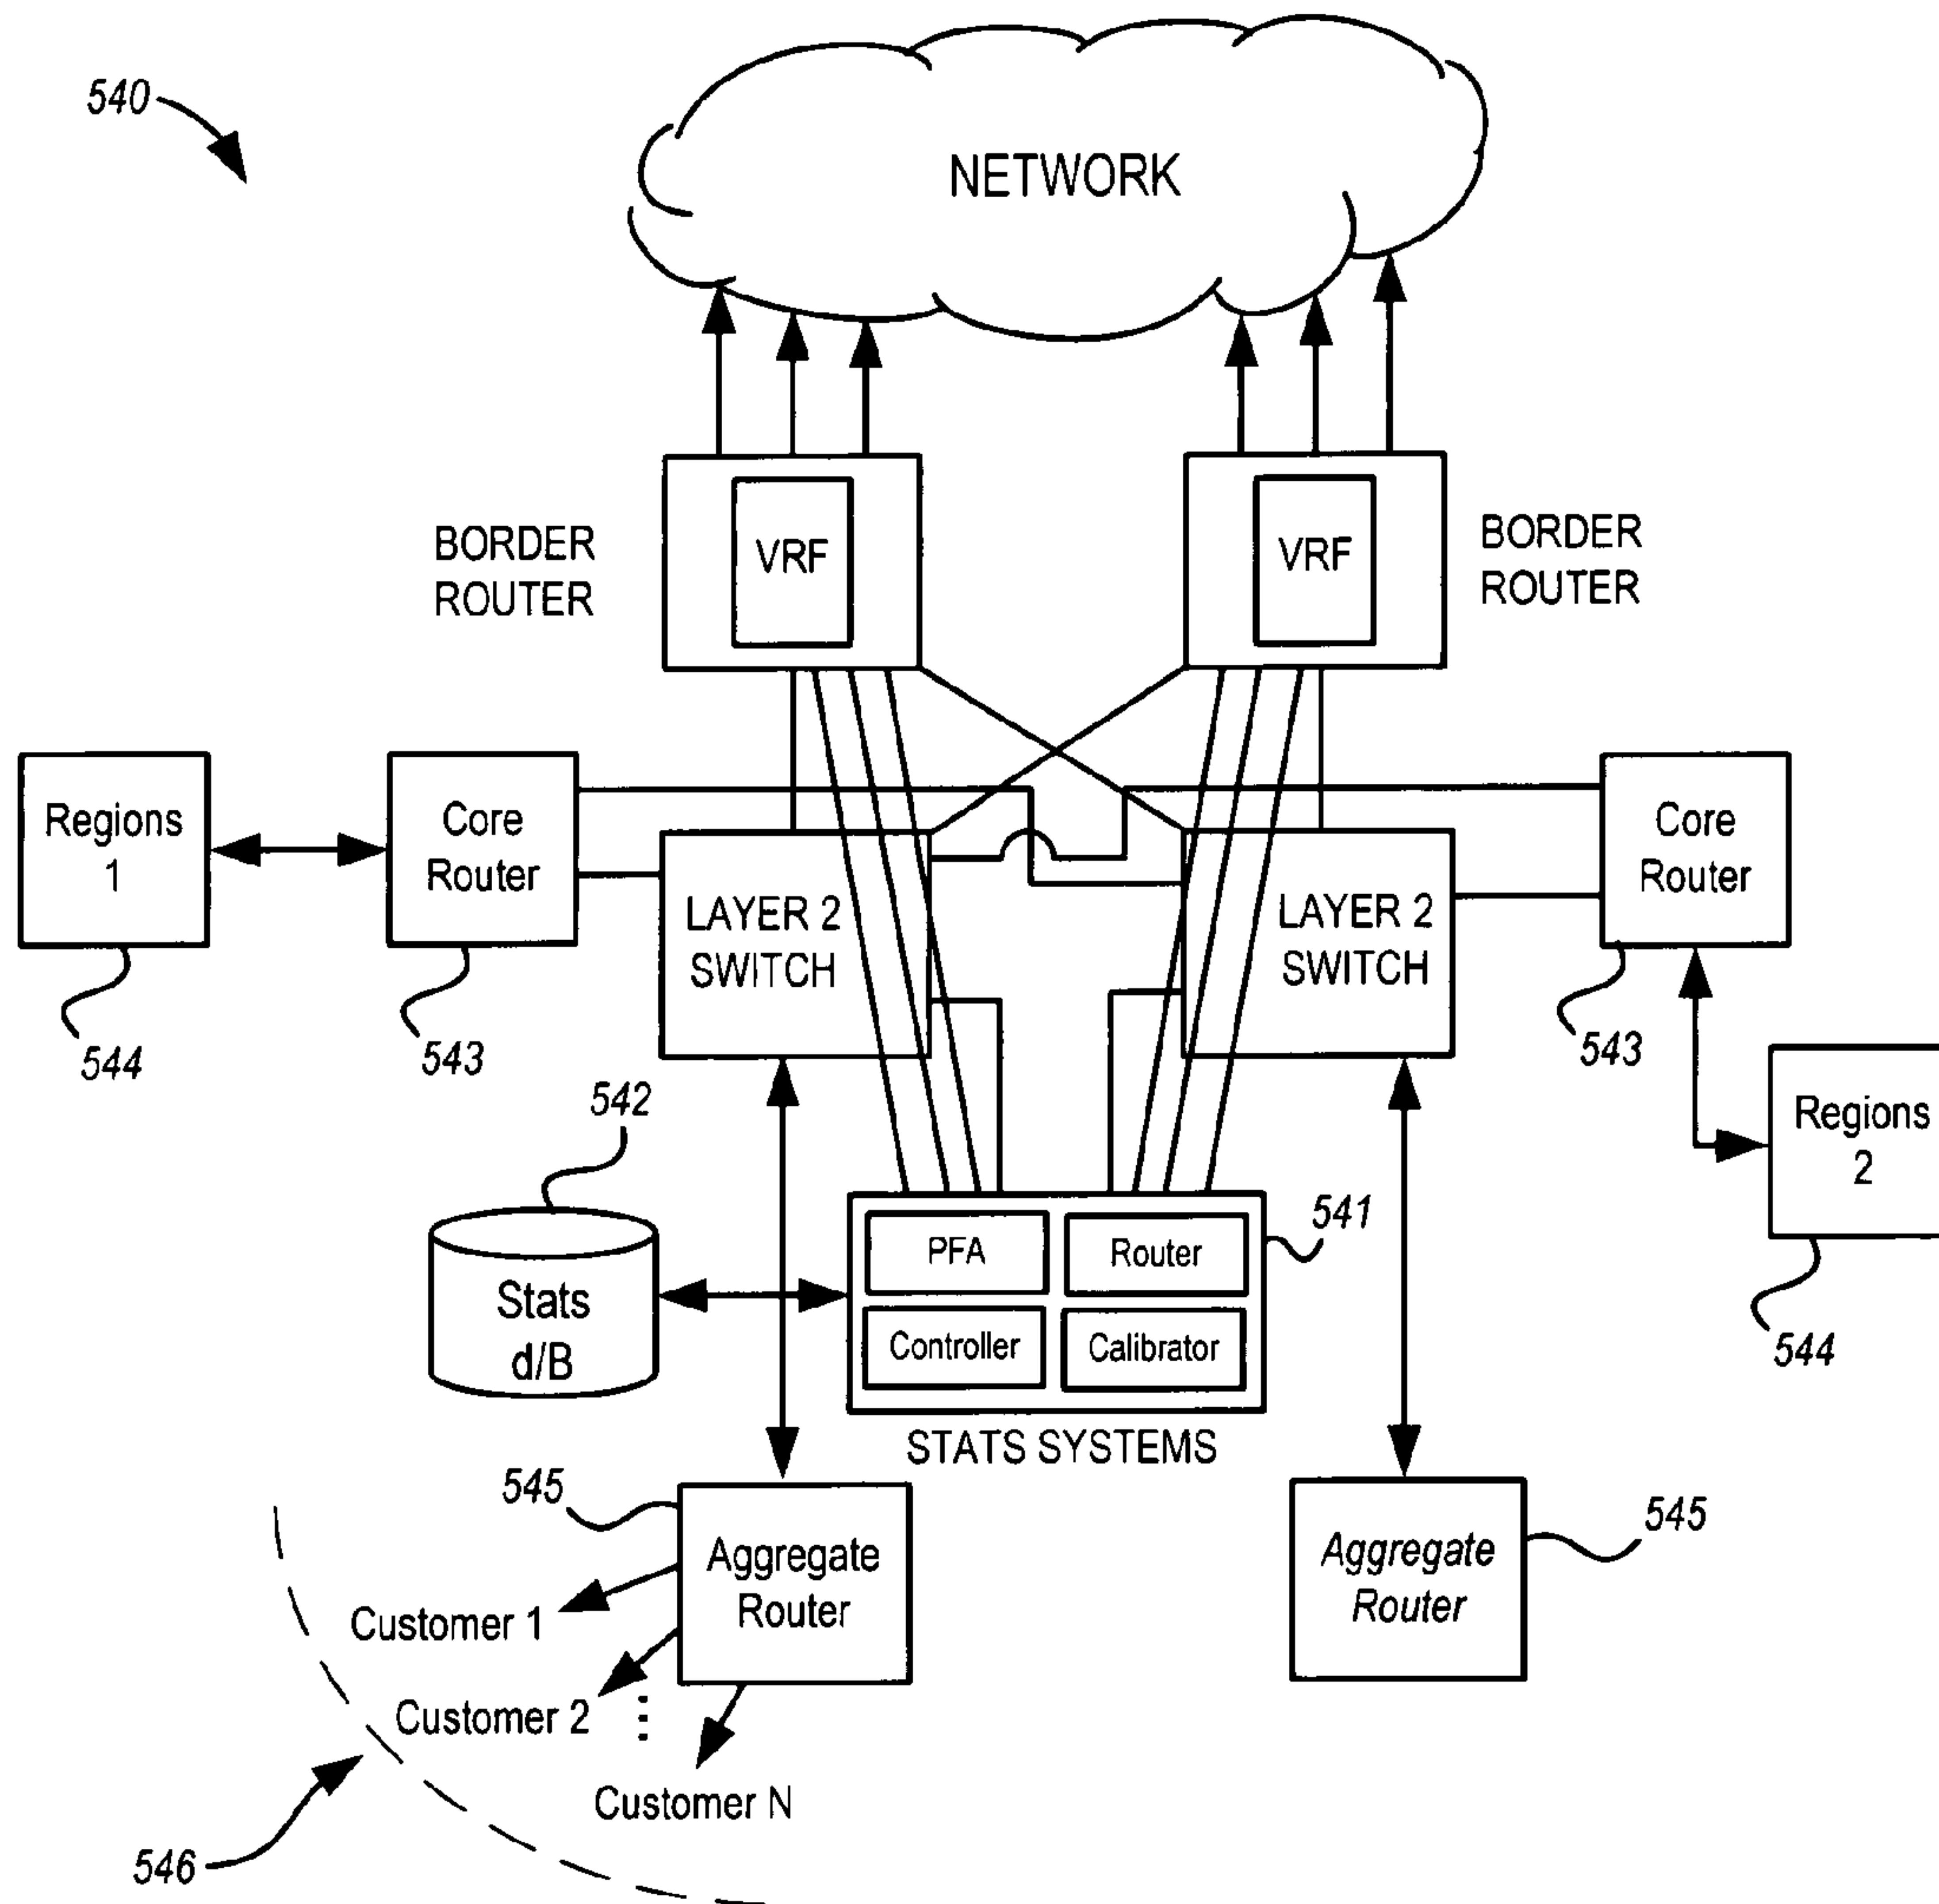 540
NETWORK
BORDER
ROUTER
VRF
VRF
BORDER
ROUTER
Regions
1
Core
Router
LAYER 2
SWITCH
LAYER 2
SWITCH
Core
Router
544
543
543
542
Regions
2
541
PFA
Router
Stats
d/B
Controller
Calibrator
544
STATS SYSTEMS
545
Aggregate
Router
Aggregate
Router
545
Customer 1
Customer 2
Customer N
546